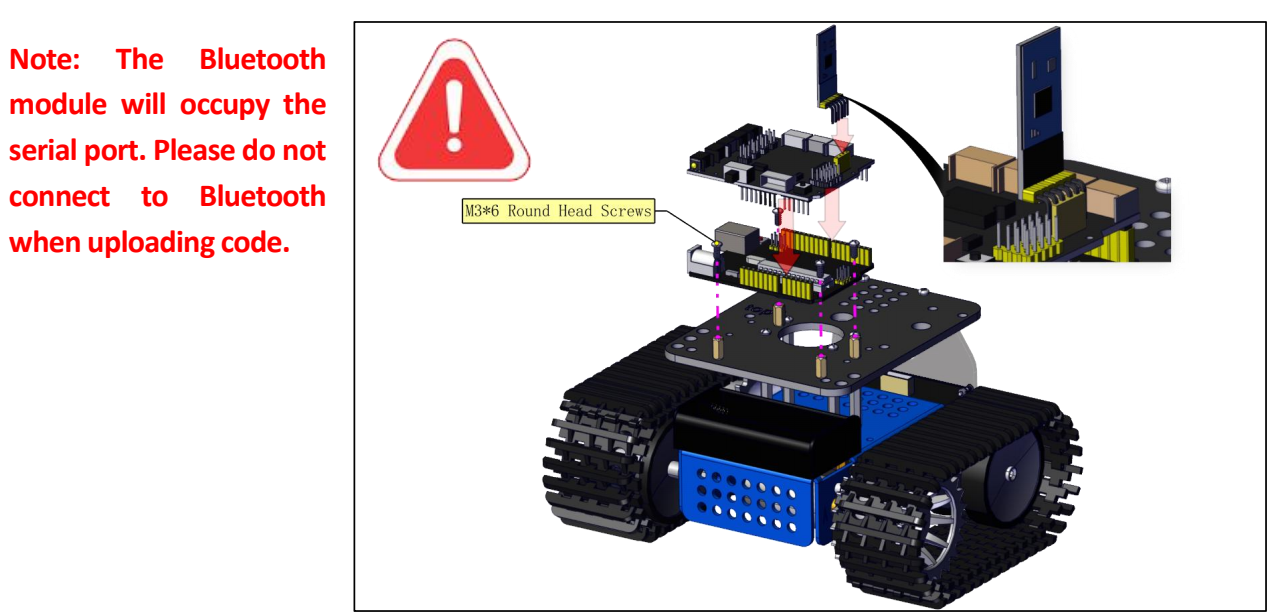 Note: The Bluetooth
module will occupy the
serial port. Please do not
connect to Bluetooth
when uploading code.
M3*6 Round Head Screws